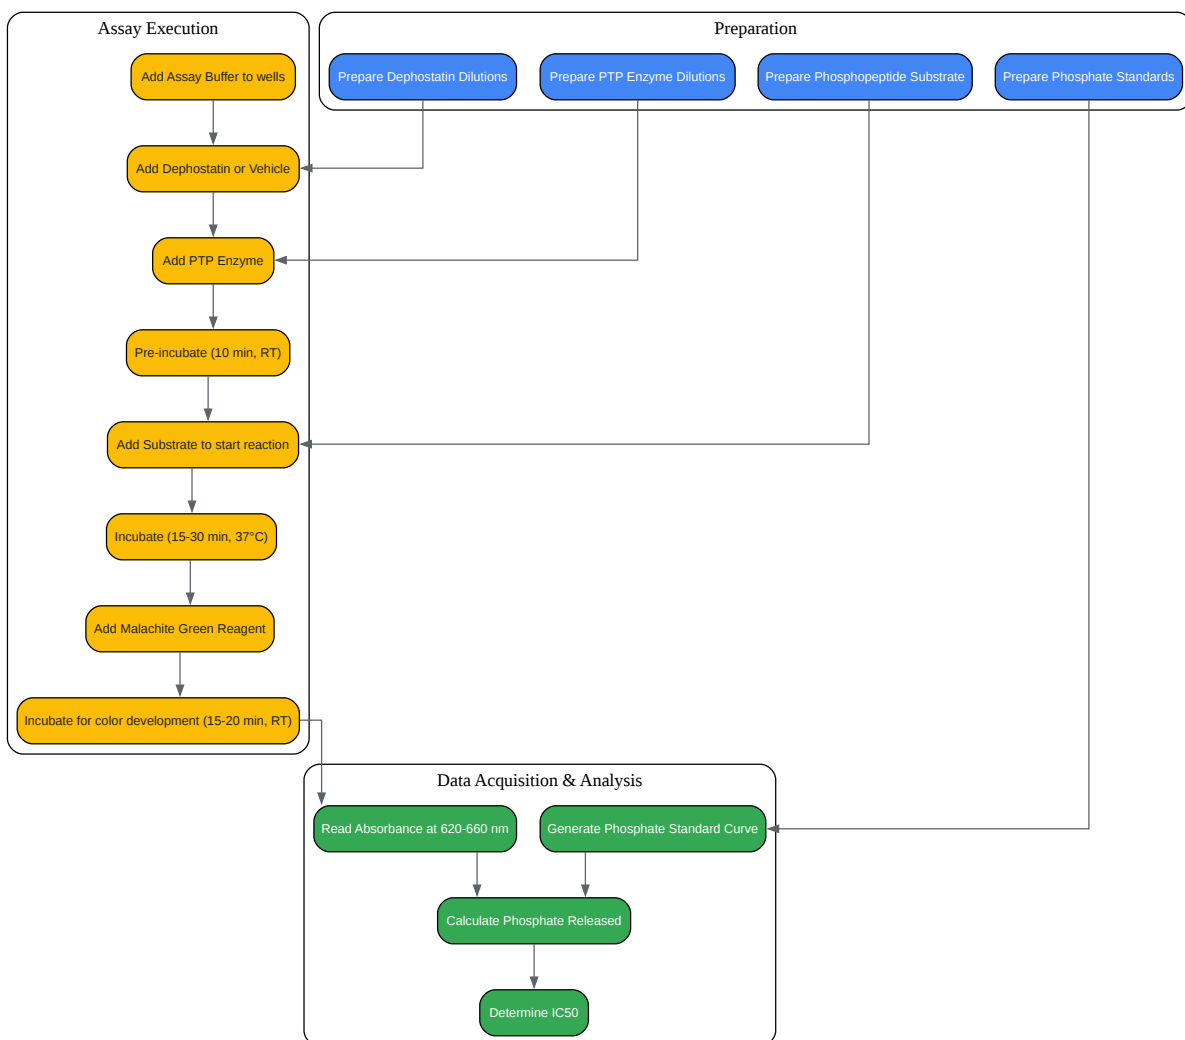 Assay Execution
Add Assay Buffer to wells
Add Dephostatin or Vehicle
Add PTP Enzyme
Pre-incubate (10 min, RT)
Add Substrate to start reaction
Incubate (15-30 min, 37°C)
Add Malachite Green Reagent
Incubate for color development (15-20 min, RT)
Preparation
Prepare Dephostatin Dilutions
Prepare PTP Enzyme Dilutions
Prepare Phosphopeptide Substrate
Prepare Phosphate Standards
Data Acquisition & Analysis
Read Absorbance at 620-660 nm
Generate Phosphate Standard Curve
Calculate Phosphate Released
Determine IC50